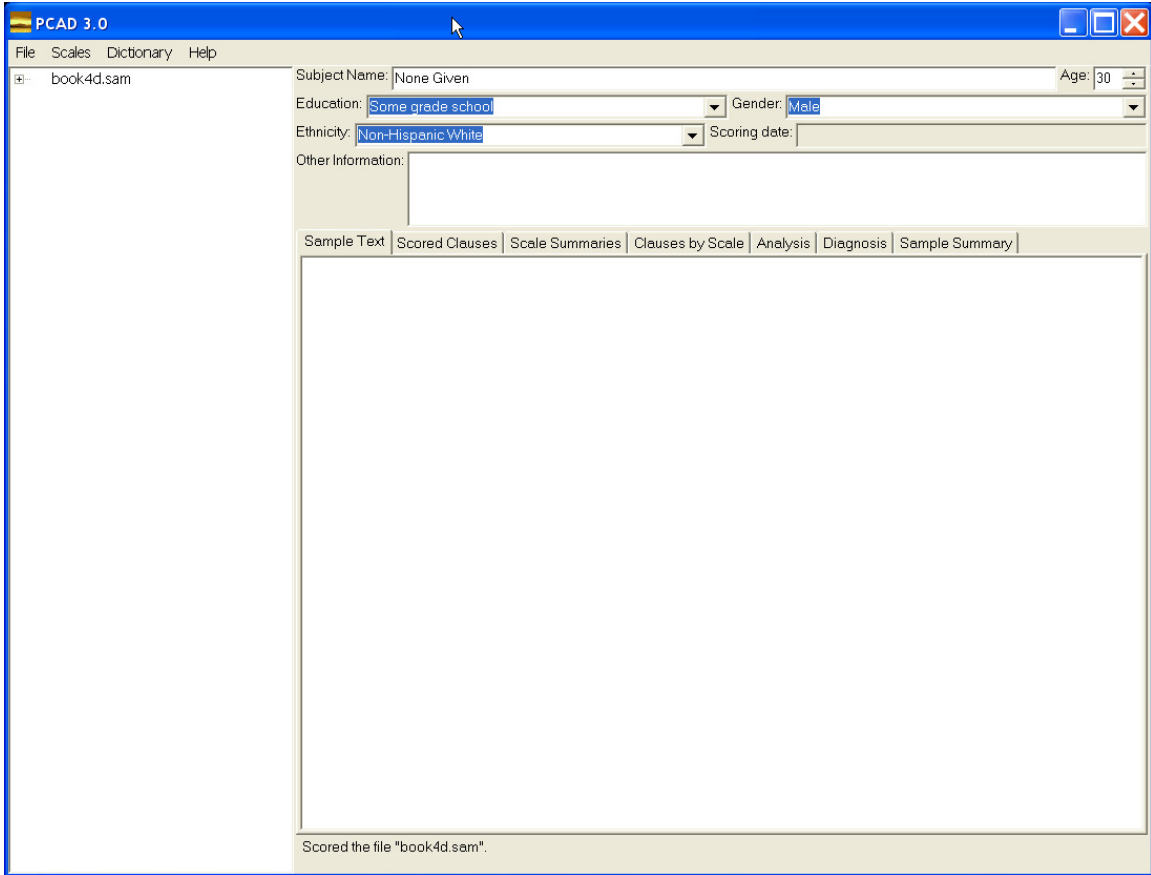 PCAD 3.0
File Scales Dictionary Help
book4d.sam
Subject Name: None Given Age: 30
Education: Some grade school Gender: Male
Ethnicity: Non-Hispanic White Scoring date:
Other Information:
Sample Text Scored Clauses Scale Summaries Clauses by Scale Analysis Diagnosis Sample Summary
Scored the file "book4d.sam".